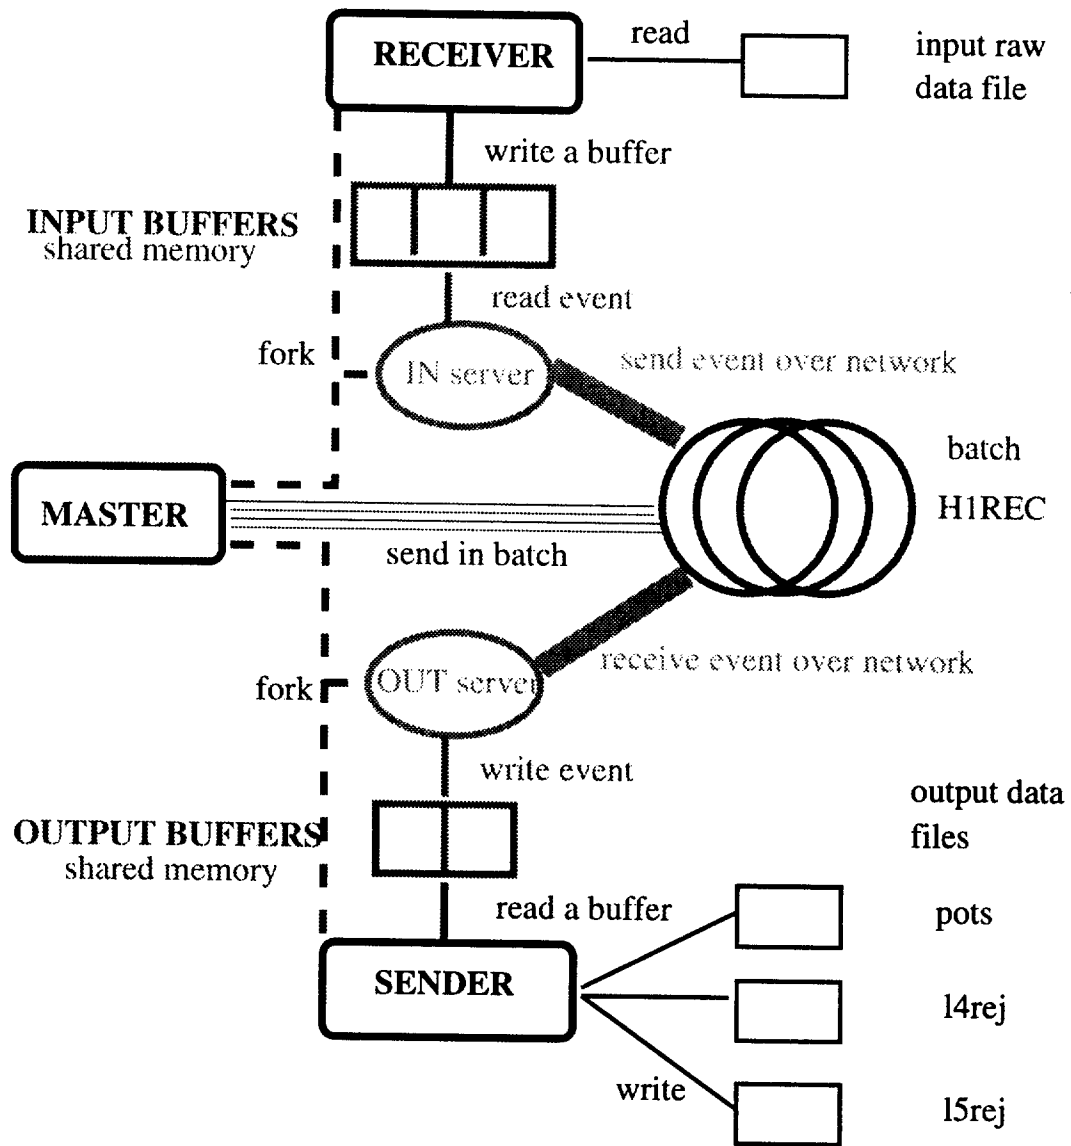 RECEIVER
read
input raw
data file
write a buffer
INPUT BUFFERS
shared memory
read event
fork
IN server
send event over network
batch
MASTER
H1REC
send in batch
receive event over network
fork
OUT server
write event
output data
files
OUTPUT BUFFERS
shared memory
read a buffer
pots
SENDER
l4rej
write
l5rej